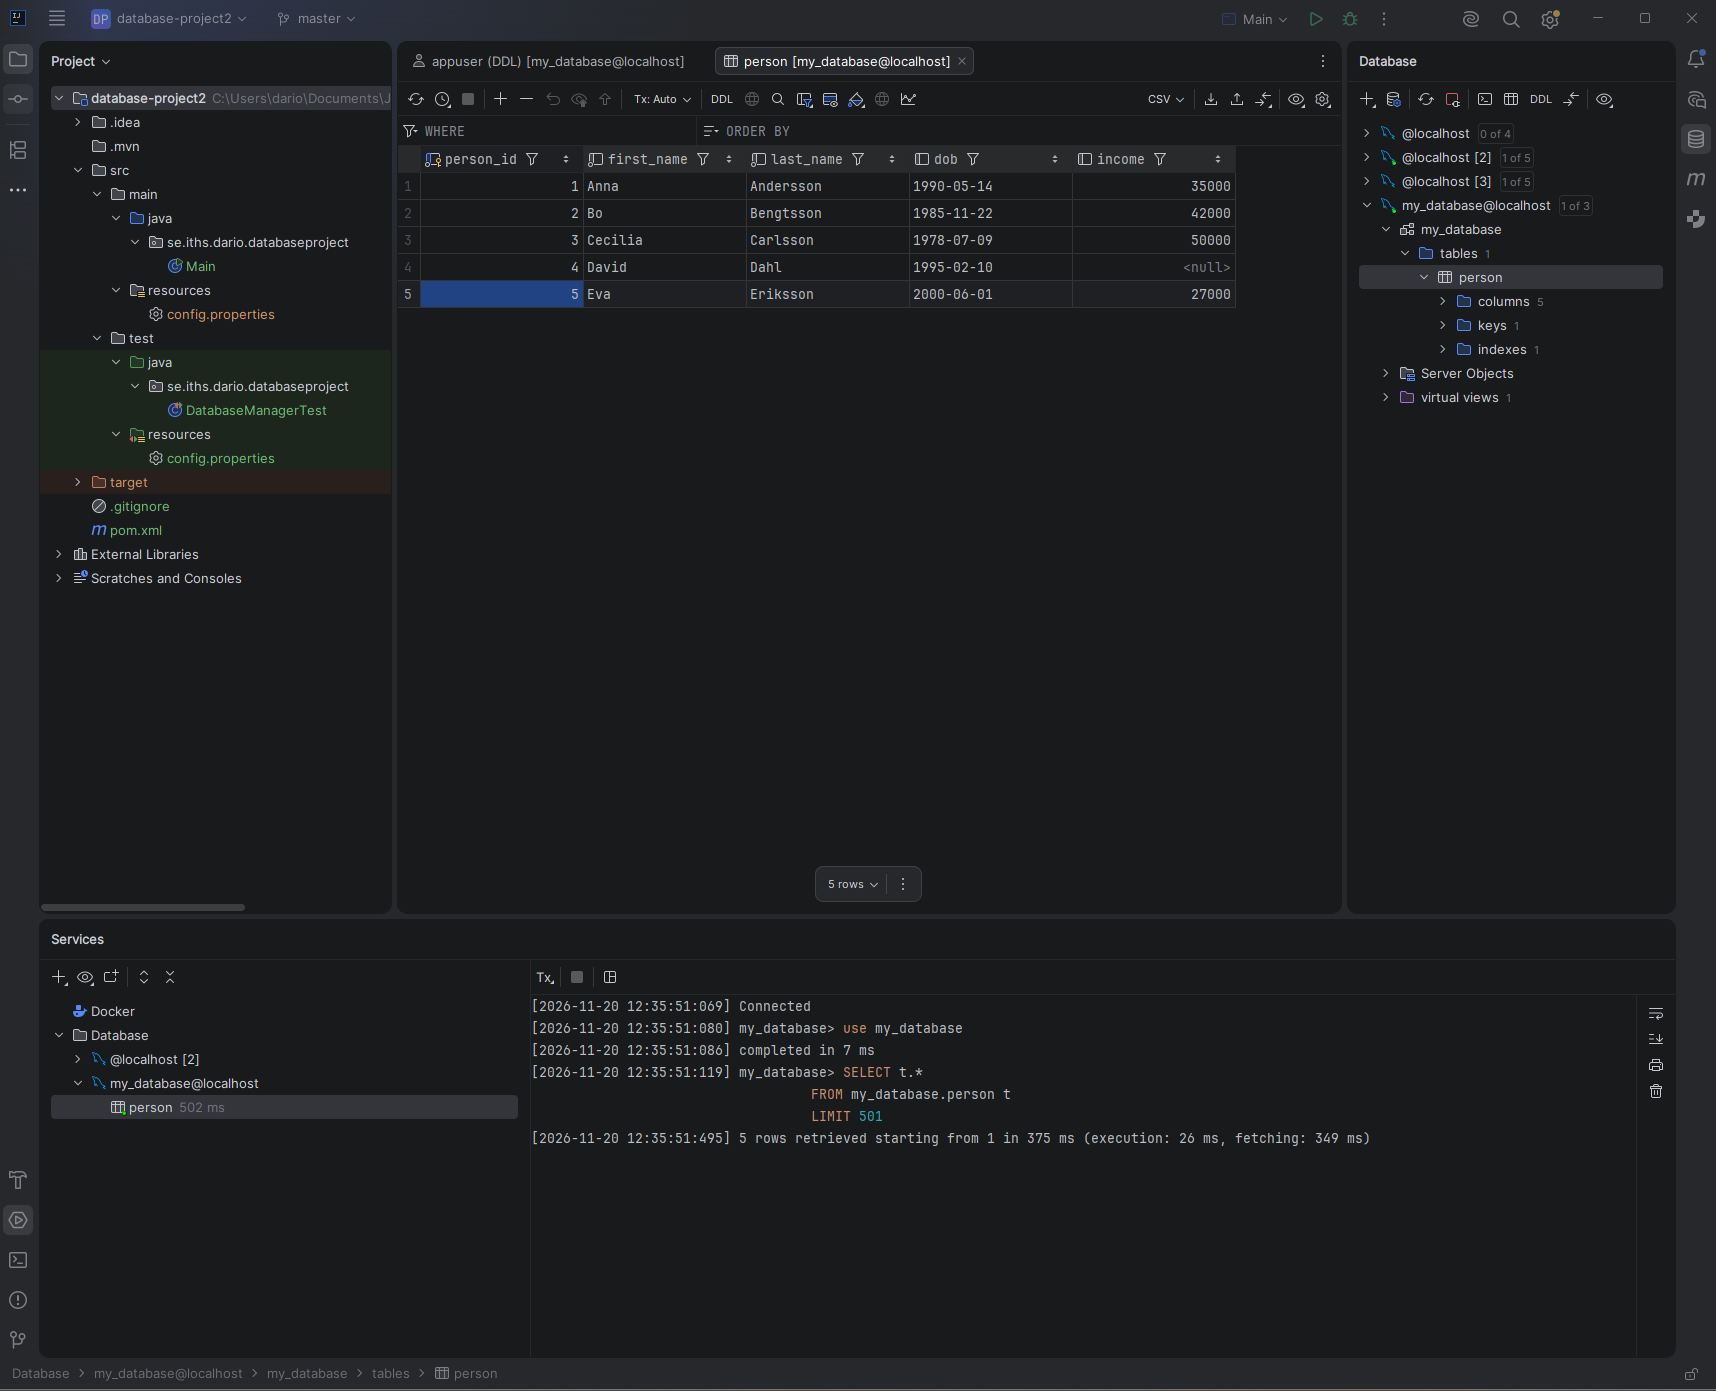 DP database-project2 master Main
Project
database-project2 C:\Users\dario\Documents\J
.idea
.mvn
src
main
java
se.iths.dario.databaseproject
Main
resources
config.properties
test
java
se.iths.dario.databaseproject
DatabaseManagerTest
resources
config.properties
target
.gitignore
pom.xml
External Libraries
Scratches and Consoles
appuser (DDL) [my_database@localhost] person [my_database@localhost]
Tx: Auto DDL CSV
WHERE ORDER BY
person_id first_name last_name dob income
1 1 Anna Andersson 1990-05-14 35000
2 2 Bo Bengtsson 1985-11-22 42000
3 3 Cecilia Carlsson 1978-07-09 50000
4 4 David Dahl 1995-02-10 <null>
5 5 Eva Eriksson 2000-06-01 27000
5 rows
Database
DDL
@localhost 0 of 4
@localhost [2] 1 of 5
@localhost [3] 1 of 5
my_database@localhost 1 of 3
my_database
tables 1
person
columns 5
keys 1
indexes 1
Server Objects
virtual views 1
Services
Docker
Database
@localhost [2]
my_database@localhost
person 502 ms
Tx
[2026-11-20 12:35:51:069] Connected
[2026-11-20 12:35:51:080] my_database> use my_database
[2026-11-20 12:35:51:086] completed in 7 ms
[2026-11-20 12:35:51:119] my_database> SELECT t.*
FROM my_database.person t
LIMIT 501
[2026-11-20 12:35:51:495] 5 rows retrieved starting from 1 in 375 ms (execution: 26 ms, fetching: 349 ms)
Database > my_database@localhost > my_database > tables > person